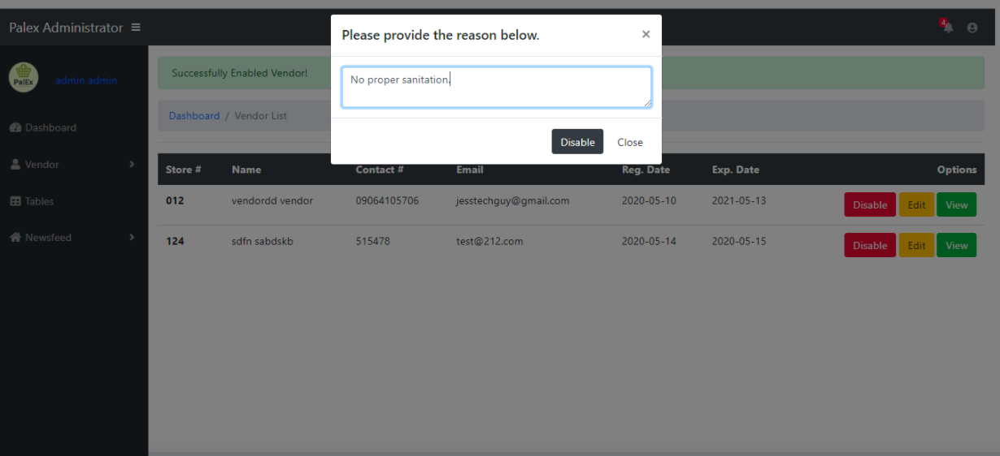 Palex Administrator
4
Please provide the reason below. ×
No proper sanitation.
Disable Close
PalEx
admin admin
Dashboard
Vendor
Tables
Newsfeed
Successfully Enabled Vendor!
Dashboard / Vendor List
Store # Name Contact # Email Reg. Date Exp. Date Options
012 vendordd vendor 09064105706 jesstechguy@gmail.com 2020-05-10 2021-05-13 Disable Edit View
124 sdfn sabdskb 515478 test@212.com 2020-05-14 2020-05-15 Disable Edit View